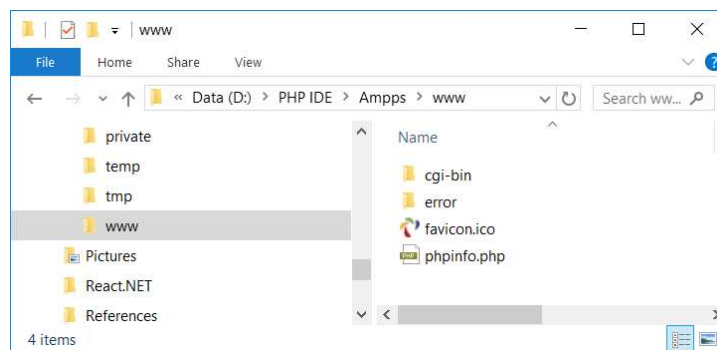 www
File Home Share View
« Data (D:) > PHP IDE > Ampps > www
Search ww...
private
temp
tmp
www
Pictures
React.NET
References
Name
cgi-bin
error
favicon.ico
phpinfo.php
4 items